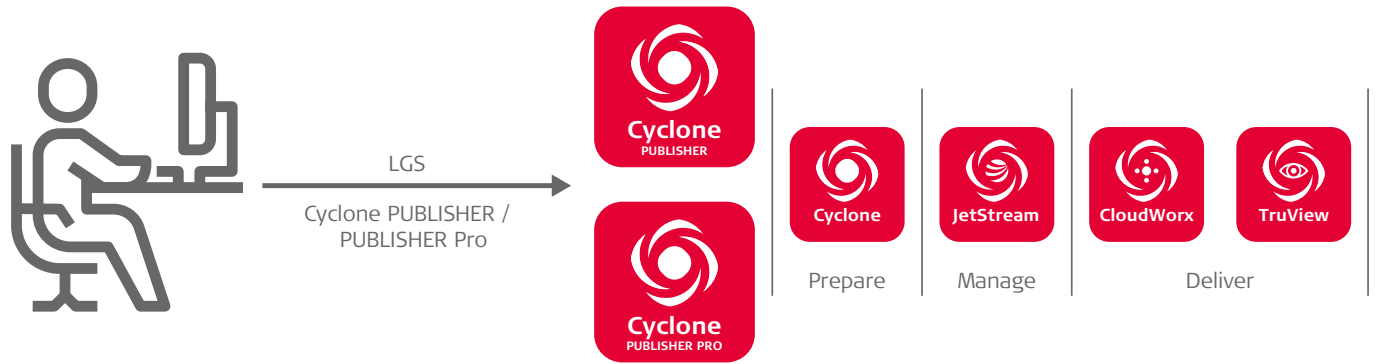 LGS
Cyclone PUBLISHER /
PUBLISHER Pro
Cyclone
PUBLISHER
Cyclone
PUBLISHER PRO
Cyclone
Prepare
JetStream
Manage
CloudWorx
TruView
Deliver